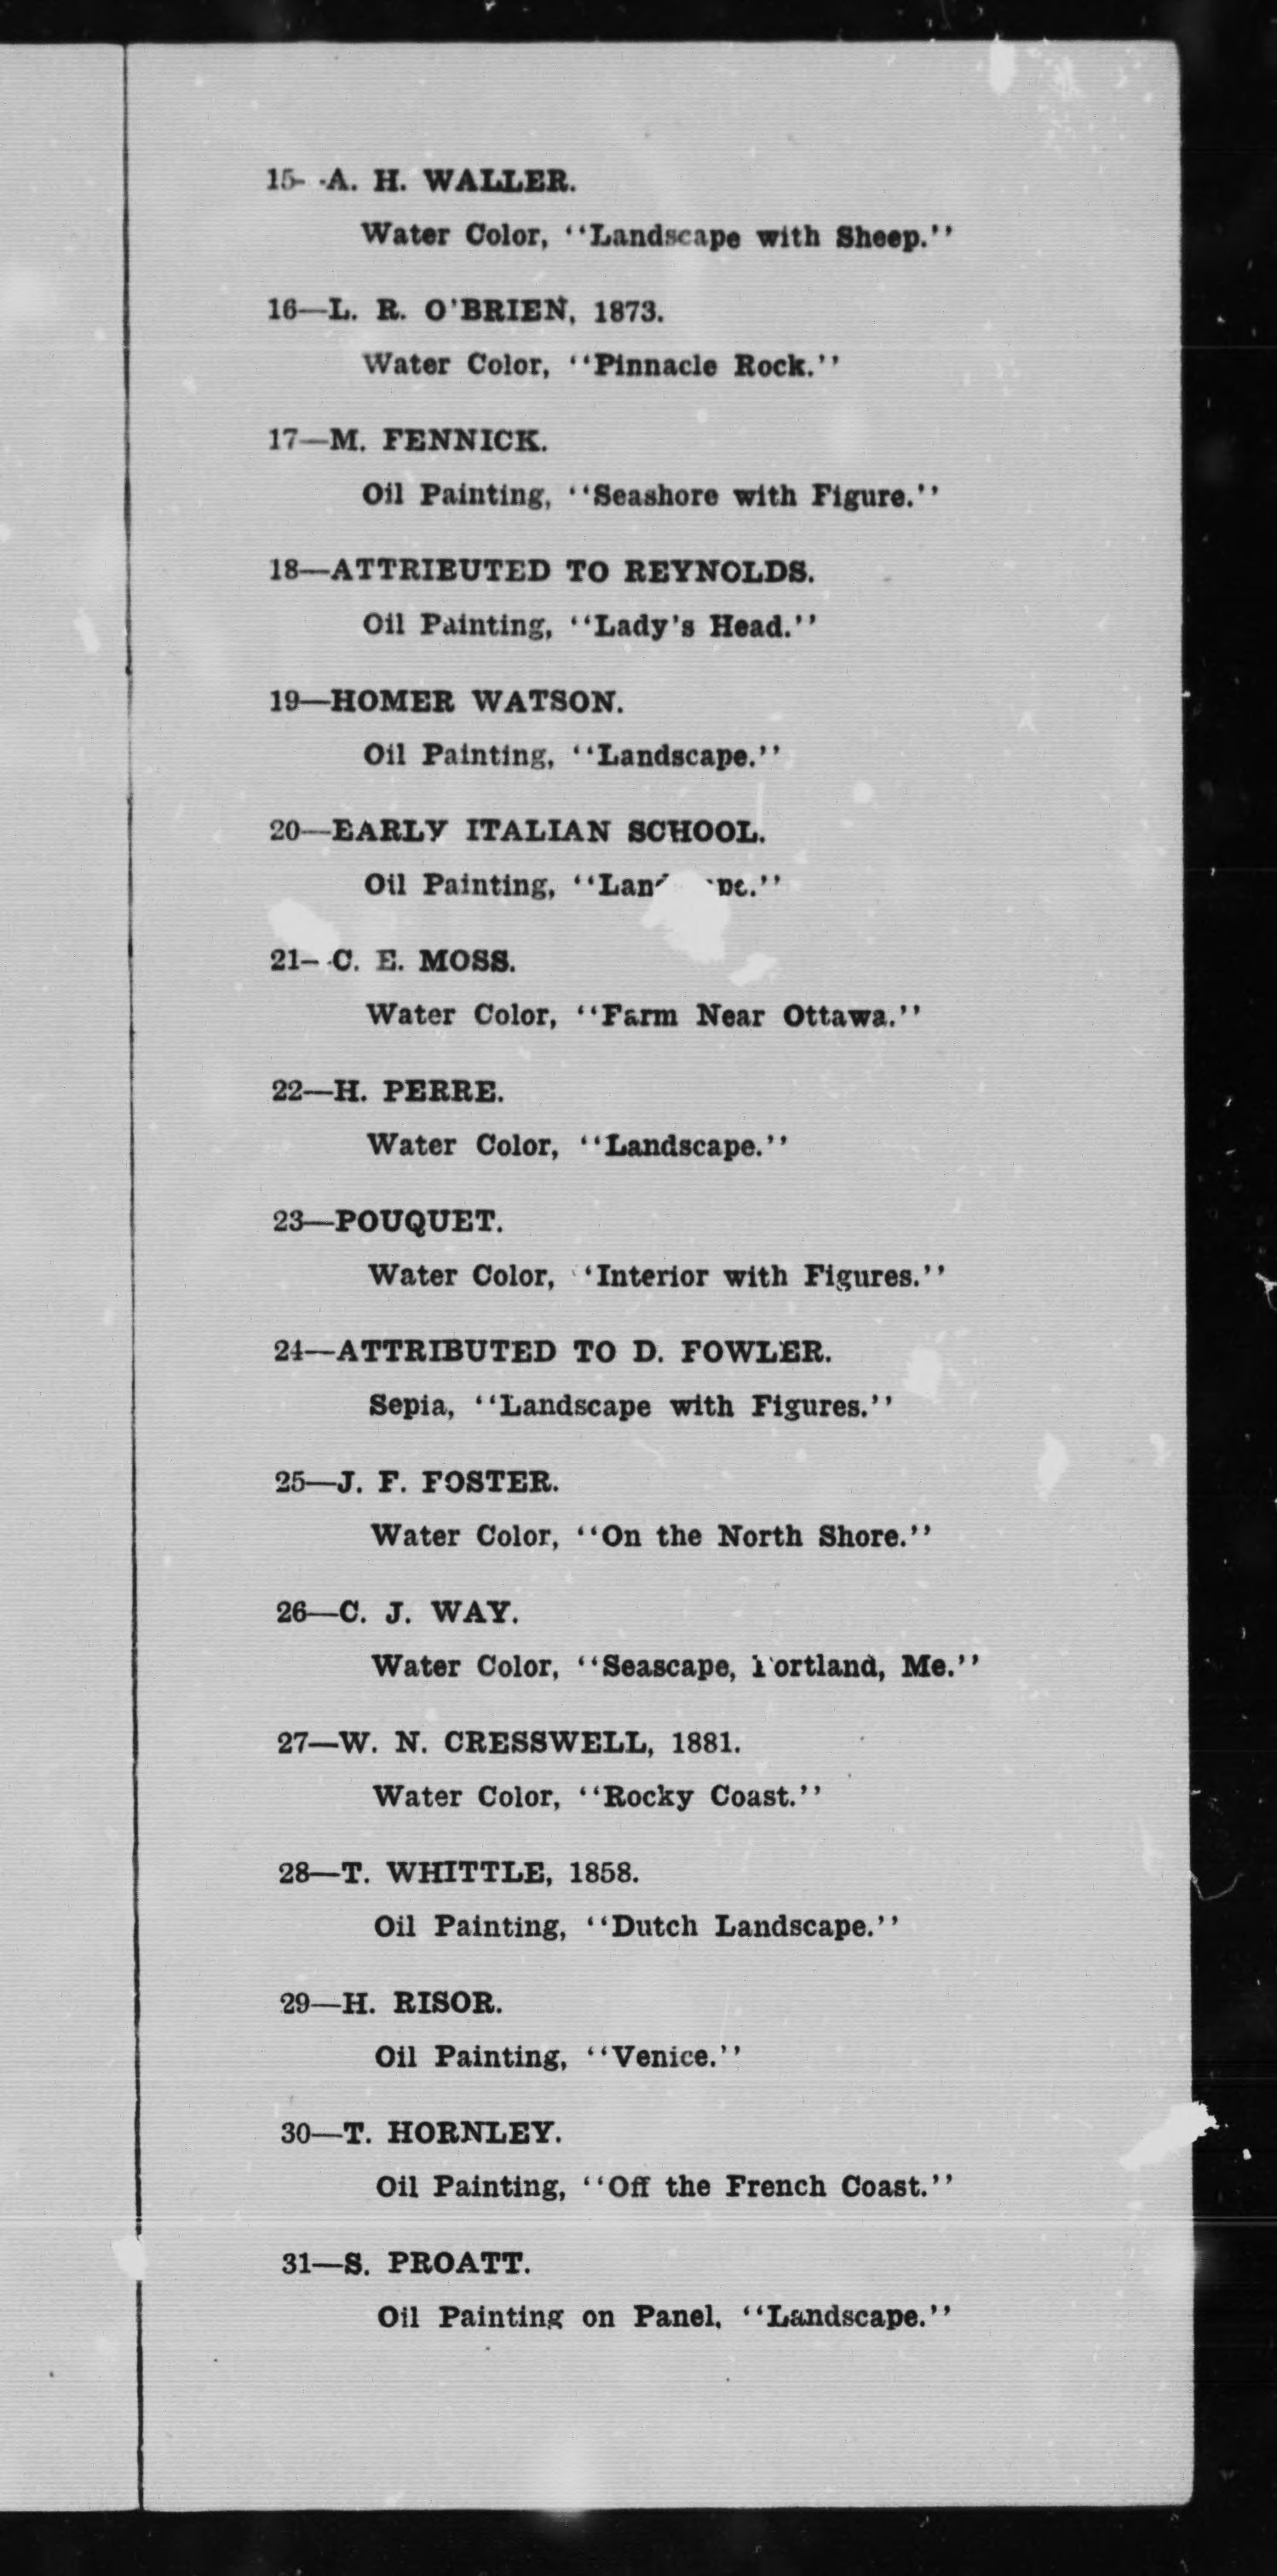 15—A. H. WALLER.
Water Color, "Landscape with Sheep."
16—L. R. O'BRIEN, 1873.
Water Color, "Pinnacle Rock."
17—M. FENNICK.
Oil Painting, "Seashore with Figure."
18—ATTRIBUTED TO REYNOLDS.
Oil Painting, "Lady's Head."
19—HOMER WATSON.
Oil Painting, "Landscape."
20—EARLY ITALIAN SCHOOL.
Oil Painting,
21—C. E. MOSS.
Water Color, "Farm Near Ottawa."
22—H. PERRE.
Water Color, "Landscape."
23—POUQUET.
Water Color, "Interior with Figures."
24—ATTRIBUTED TO D. FOWLER.
Sepia, "Landscape with Figures."
25—J. F. FOSTER.
Water Color, "On the North Shore."
26—C. J. WAY.
Water Color, "Seascape, Portland, Me."
27—W. N. CRESSWELL, 1881.
Water Color, "Rocky Coast."
28—T. WHITTLE, 1858.
Oil Painting, "Dutch Landscape."
29—H. RISOR.
Oil Painting, "Venice."
30—T. HORNLEY.
Oil Painting, "Off the French Coast."
31—S. PROATT.
Oil Painting on Panel, "Landscape."